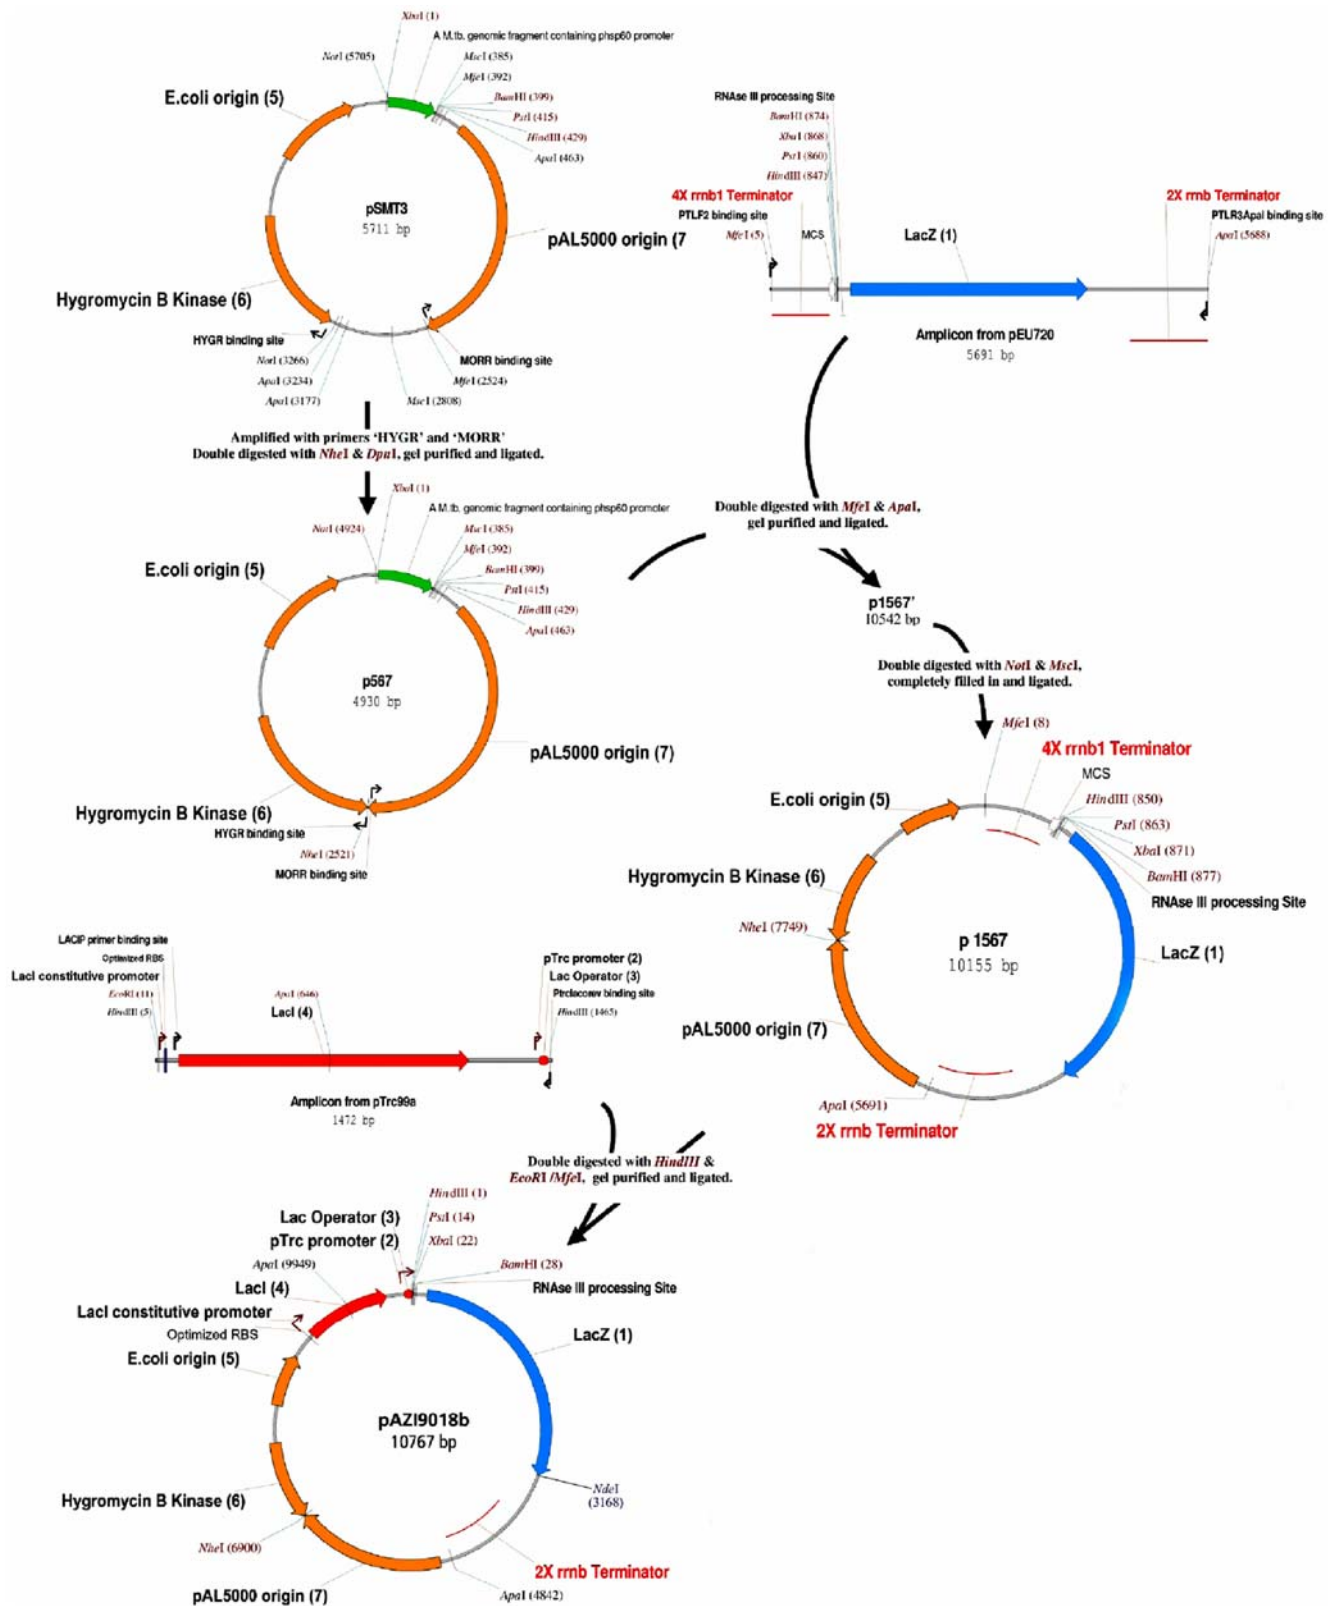 XbaI (1)
A M.tb. genomic fragment containing phsp60 promoter
NotI (5705)
MscI (385)
MfeI (392)
E.coli origin (5)
BamHI (399)
PstI (415)
HindIII (429)
ApaI (463)
pSMT3
5711 bp
pAL5000 origin (7
Hygromycin B Kinase (6)
HYGR binding site
NotI (3266)
ApaI (3234)
ApaI (3177)
MORR binding site
MfeI (2524)
MscI (2808)
RNAse III processing Site
BamHI (874)
XbaI (868)
PstI (860)
HindIII (847)
4X rrnb1 Terminator
PTLF2 binding site
MfeI (5)
MCS
LacZ (1)
2X rrnb Terminator
PTLR3ApaI binding site
ApaI (5688)
Amplicon from pEU720
5691 bp
Amplified with primers ‘HYGR’ and ‘MORR’
Double digested with NheI & DpnI, gel purified and ligated.
XbaI (1)
A M.tb. genomic fragment containing phsp60 promoter
NotI (4924)
MscI (385)
MfeI (392)
E.coli origin (5)
BamHI (399)
PstI (415)
HindIII (429)
ApaI (463)
p567
4930 bp
pAL5000 origin (7)
Hygromycin B Kinase (6)
HYGR binding site
NheI (2521)
MORR binding site
Double digested with MfeI & ApaI,
gel purified and ligated.
p1567’
10542 bp
Double digested with NotI & MscI,
completely filled in and ligated.
MfeI (8)
4X rrnb1 Terminator
MCS
E.coli origin (5)
HindIII (850)
PstI (863)
XbaI (871)
BamHI (877)
RNAse III processing Site
Hygromycin B Kinase (6)
NheI (7749)
p 1567
10155 bp
LacZ (1)
pAL5000 origin (7)
ApaI (5691)
2X rrnb Terminator
LACIP primer binding site
Optimized RBS
LacI constitutive promoter
EcoRI (11)
HindIII (5)
ApaI (646)
LacI (4)
pTrc promoter (2)
Lac Operator (3)
Ptrclacorev binding site
HindIII (1465)
Amplicon from pTrc99a
1472 bp
Double digested with HindIII &
EcoRI /MfeI, gel purified and ligated.
HindIII (1)
Lac Operator (3)
PstI (14)
pTrc promoter (2)
XbaI (22)
ApaI (9949)
BamHI (28)
LacI (4)
RNAse III processing Site
LacI constitutive promoter
Optimized RBS
LacZ (1)
E.coli origin (5)
pAZI9018b
10767 bp
Hygromycin B Kinase (6)
NdeI
(3168)
NheI (6900)
2X rrnb Terminator
pAL5000 origin (7)
ApaI (4842)